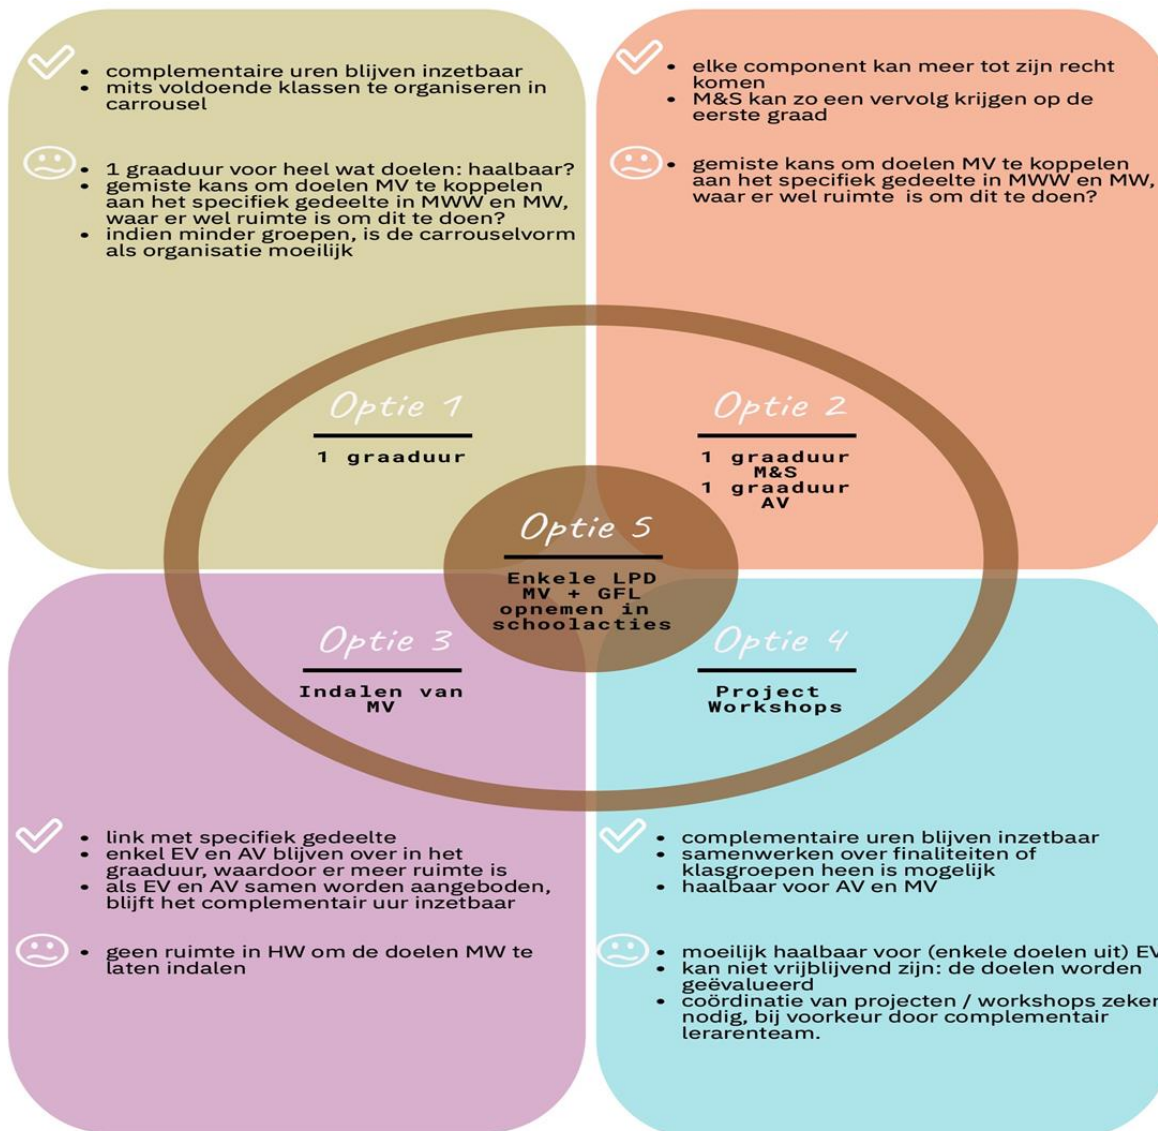 • complementaire uren blijven inzetbaar
• mits voldoende klassen te organiseren in
carrousel
• 1 graaduur voor heel wat doelen: haalbaar?
• gemiste kans om doelen MV te koppelen
aan het specifiek gedeelte in MWW en MW,
waar er wel ruimte is om dit te doen?
• indien minder groepen, is de carrouselvorm
als organisatie moeilijk
Optie 1
1 graaduur
• elke component kan meer tot zijn recht
komen
• M&S kan zo een vervolg krijgen op de
eerste graad
• gemiste kans om doelen MV te koppelen
aan het specifiek gedeelte in MWW en MW,
waar er wel ruimte is om dit te doen?
Optie 2
1 graaduur
M&S
1 graaduur
AV
Optie 5
Enkele LPD
MV + GFL
opnemen in
schoolacties
Optie 3
Indalen van
MV
• link met specifiek gedeelte
• enkel EV en AV blijven over in het
graaduur, waardoor er meer ruimte is
• als EV en AV samen worden aangeboden,
blijft het complementair uur inzetbaar
• geen ruimte in HW om de doelen MW te
laten indalen
Optie 4
Project
Workshops
• complementaire uren blijven inzetbaar
• samenwerken over finaliteiten of
klasgroepen heen is mogelijk
• haalbaar voor AV en MV
• moeilijk haalbaar voor (enkele doelen uit) EV
• kan niet vrijblijvend zijn: de doelen worden
geëvalueerd
• coördinatie van projecten / workshops zeker
nodig, bij voorkeur door complementair
lerarenteam.